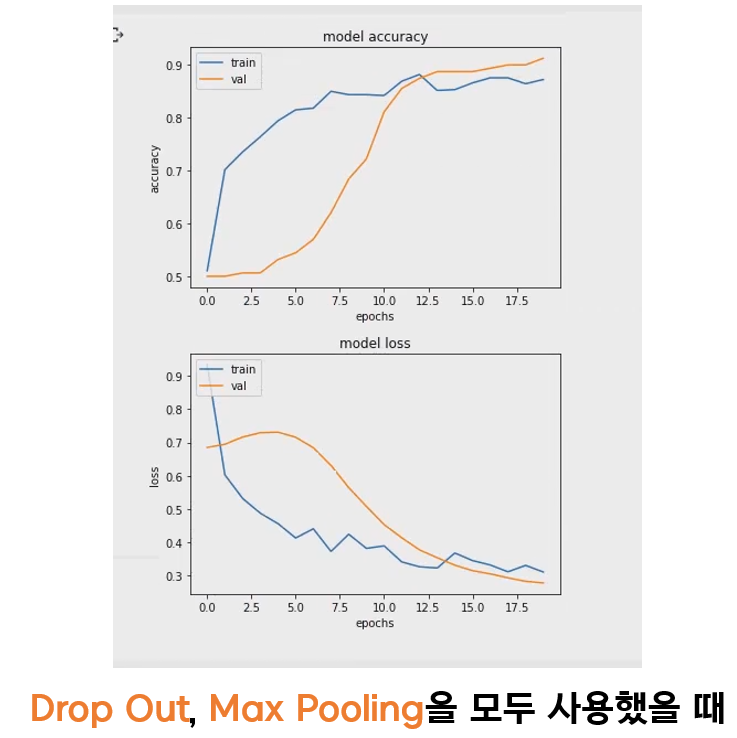 model accuracy
train
val
0.9
0.8
0.7
0.6
0.5
accuracy
0.0 2.5 5.0 7.5 10.0 12.5 15.0 17.5
epochs
model loss
train
val
0.9
0.8
0.7
0.6
0.5
0.4
0.3
loss
0.0 2.5 5.0 7.5 10.0 12.5 15.0 17.5
epochs
Drop Out, Max Pooling을 모두 사용했을 때